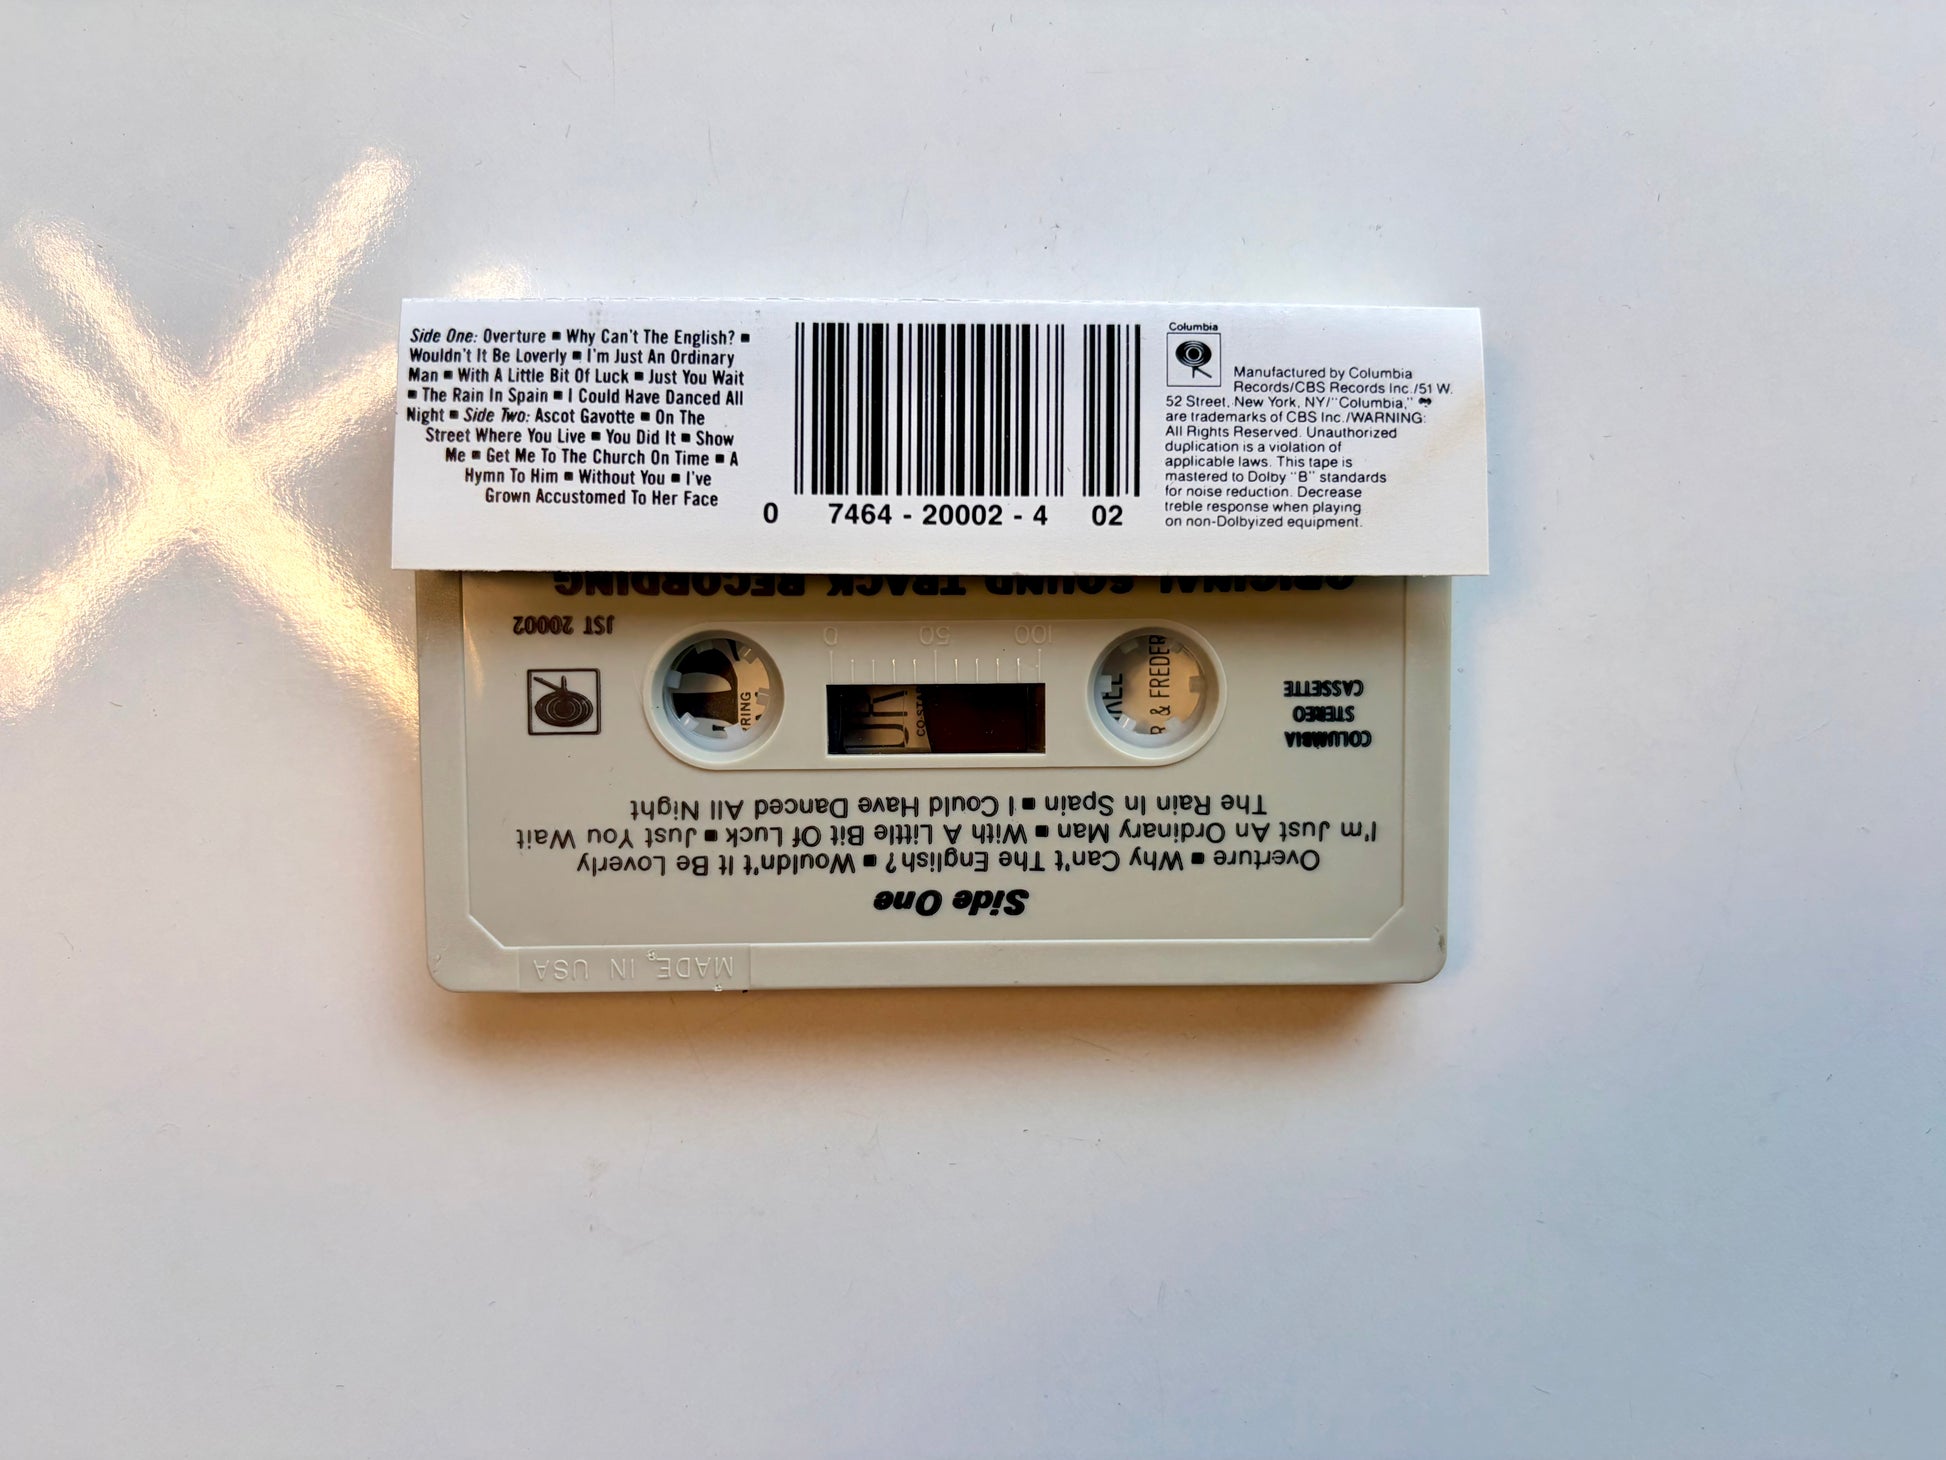 Side One: Overture ▪ Why Can't The English? ▪
Wouldn't It Be Loverly ▪ I'm Just An Ordinary
Man ▪ With A Little Bit Of Luck ▪ Just You Wait
▪ The Rain In Spain ▪ I Could Have Danced All
Night ▪ Side Two: Ascot Gavotte ▪ On The
Street Where You Live ▪ You Did It ▪ Show
Me ▪ Get Me To The Church On Time ▪ A
Hymn To Him ▪ Without You ▪ I've
Grown Accustomed To Her Face
0 7464 - 20002 - 4 02
Columbia
Manufactured by Columbia
Records/CBS Records Inc./51 W.
52 Street, New York, NY/"Columbia,"
are trademarks of CBS Inc./WARNING:
All Rights Reserved. Unauthorized
duplication is a violation of
applicable laws. This tape is
mastered to Dolby "B" standards
for noise reduction. Decrease
treble response when playing
on non-Dolbyized equipment.
MADE IN USA
Side One
Overture ▪ Why Can't The English? ▪ Wouldn't It Be Loverly
I'm Just An Ordinary Man ▪ With A Little Bit Of Luck ▪ Just You Wait
The Rain In Spain ▪ I Could Have Danced All Night
COLUMBIA
STEREO
CASSETTE
100 50 0
R & FREDER
CO-STAR
RING
JST 20002
ORIGINAL SOUND TRACK RECORDING